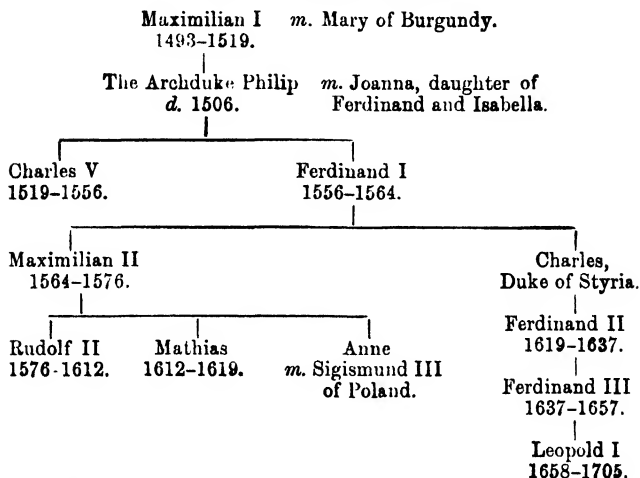 Maximilian I m. Mary of Burgundy.
1493–1519.
The Archduke Philip m. Joanna, daughter of
d. 1506. Ferdinand and Isabella.
Charles V Ferdinand I
1519–1556. 1556–1564.
Maximilian II Charles,
1564–1576. Duke of Styria.
Rudolf II Mathias Anne Ferdinand II
1576-1612. 1612–1619. m. Sigismund III 1619–1637.
of Poland.
Ferdinand III
1637–1657.
Leopold I
1658–1705.